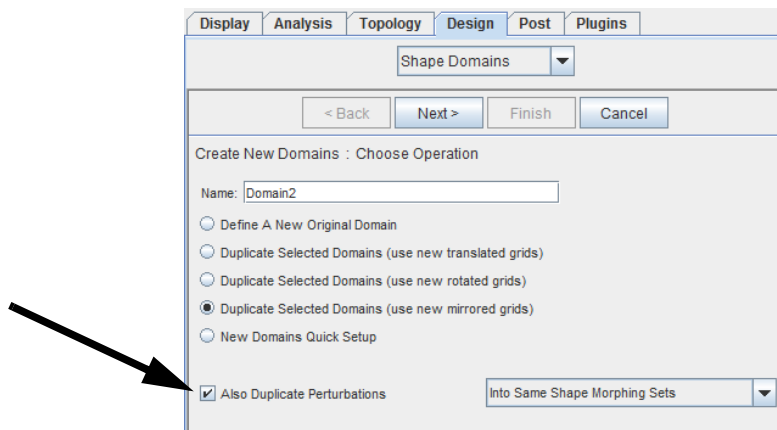 Display Analysis Topology Design Post Plugins
Shape Domains
< Back Next > Finish Cancel
Create New Domains : Choose Operation
Name: Domain2
Define A New Original Domain
Duplicate Selected Domains (use new translated grids)
Duplicate Selected Domains (use new rotated grids)
Duplicate Selected Domains (use new mirrored grids)
New Domains Quick Setup
Also Duplicate Perturbations Into Same Shape Morphing Sets